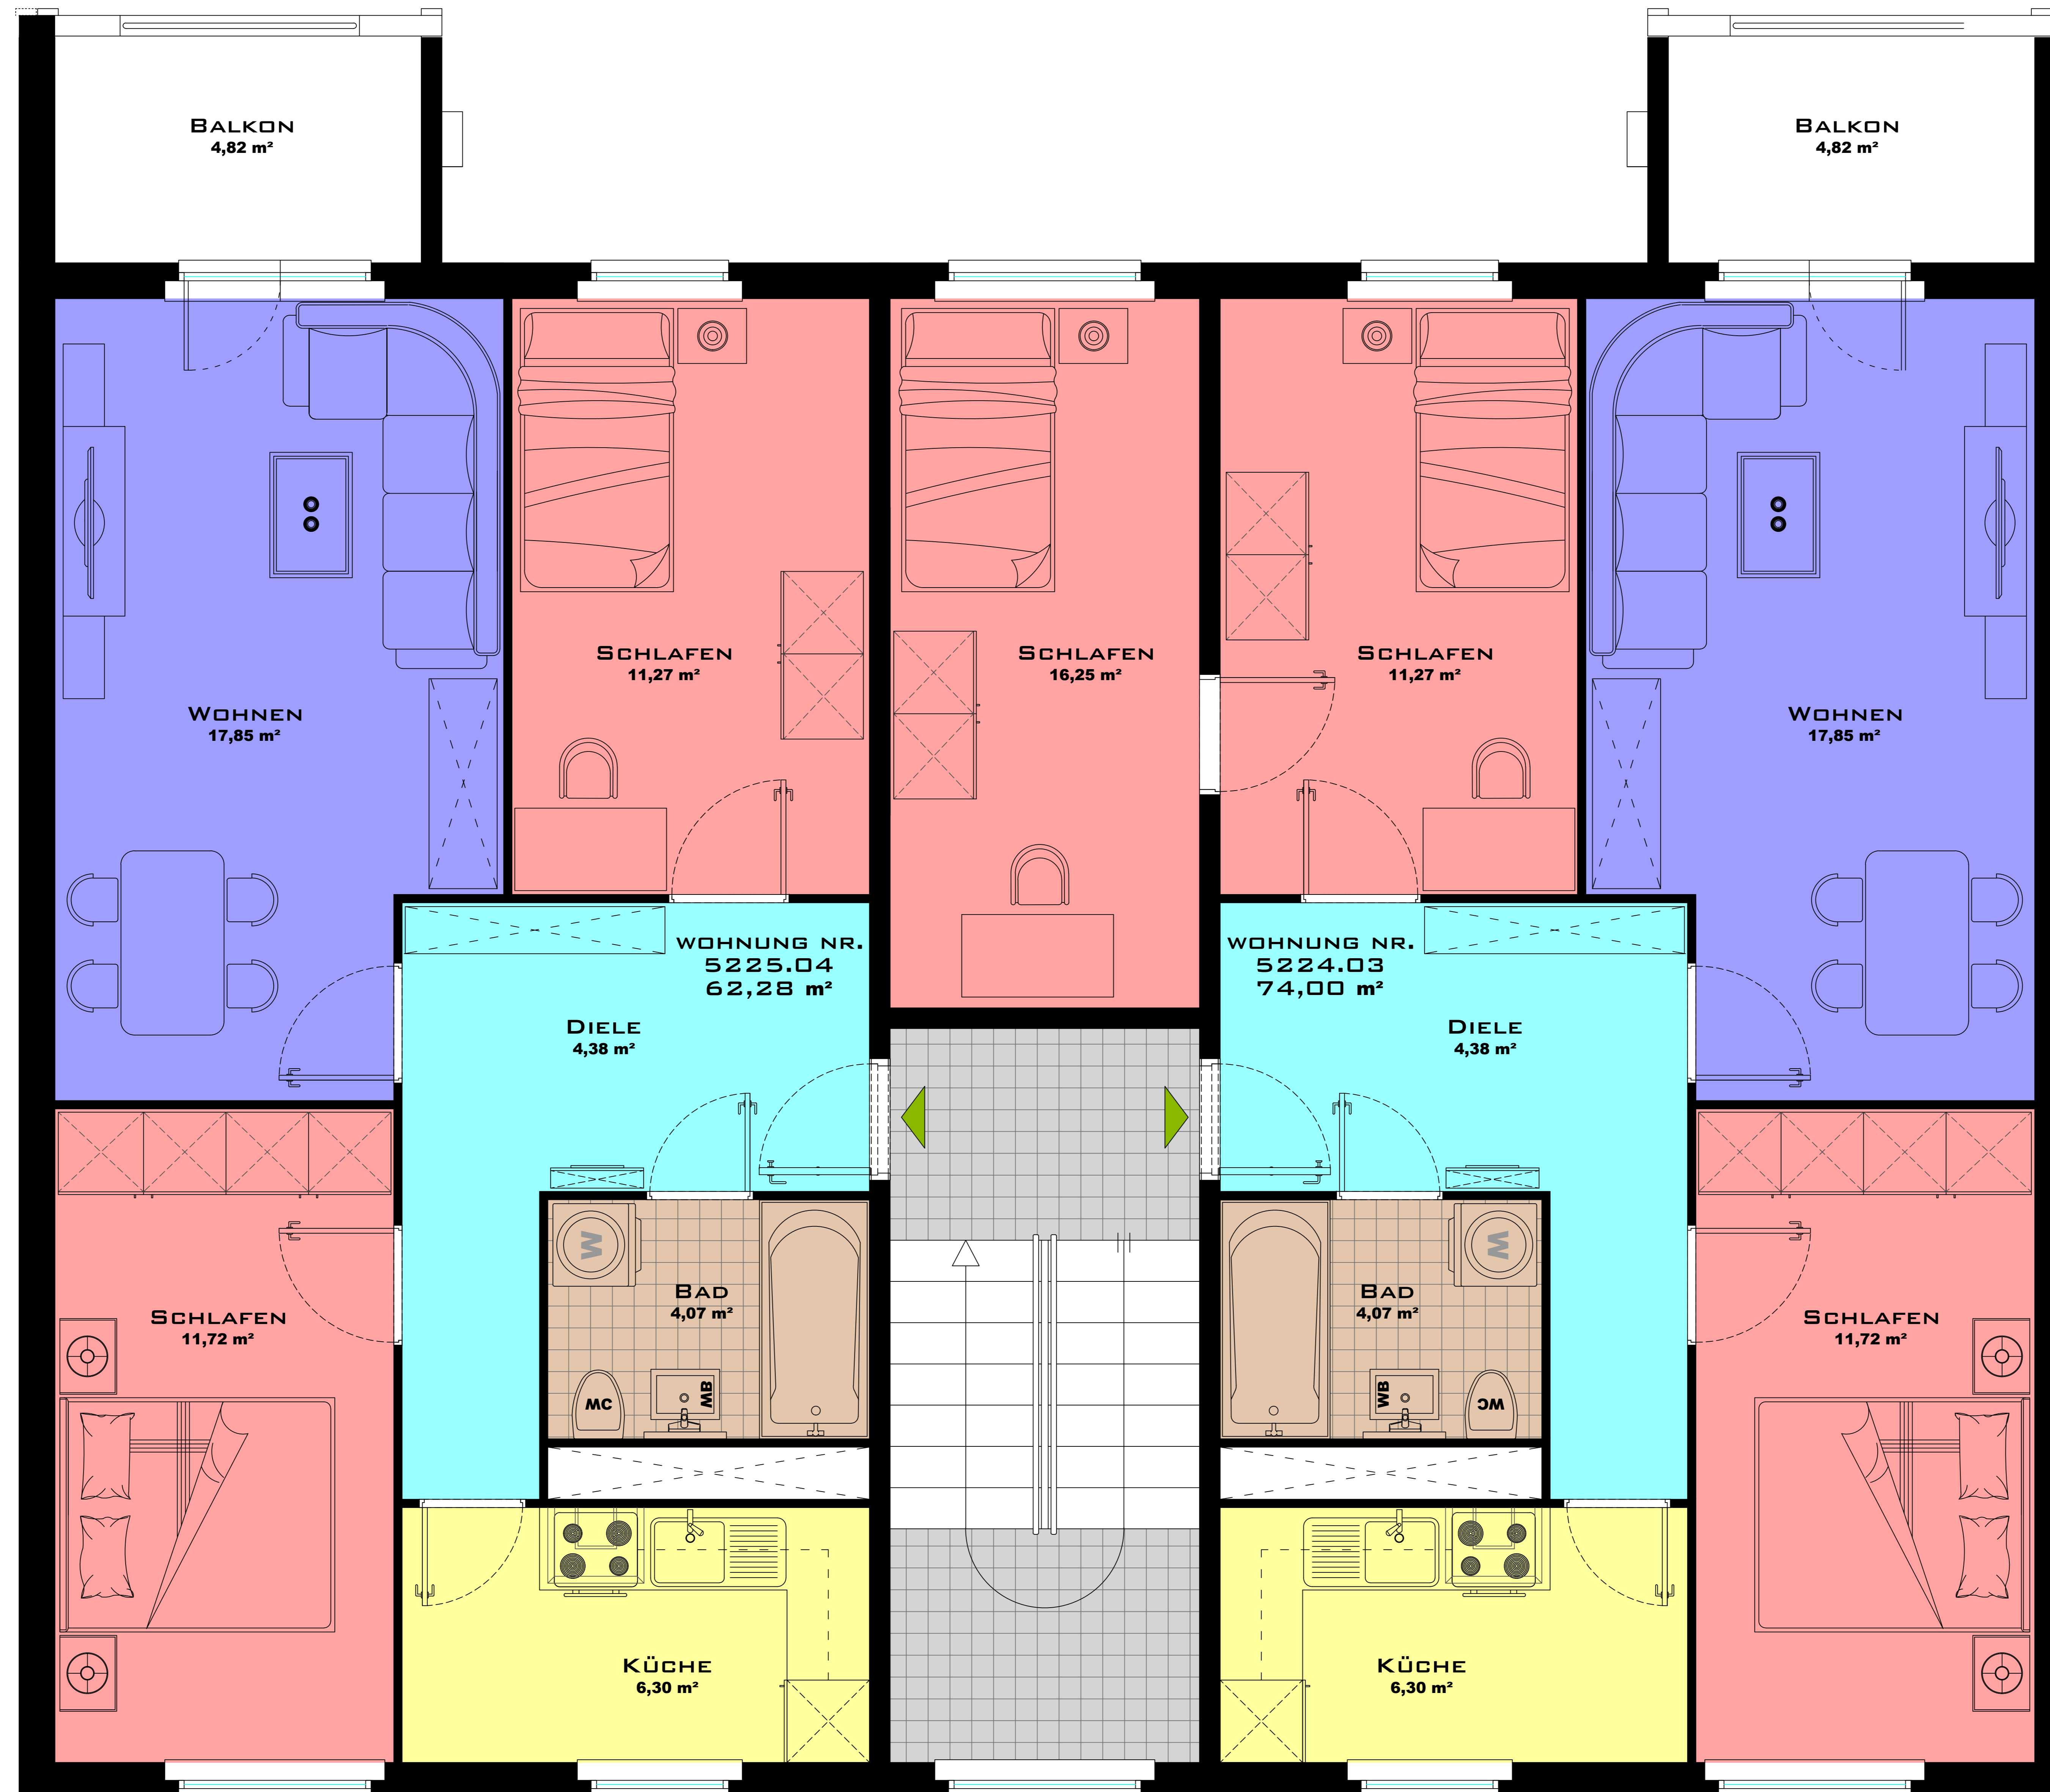 BALKON
4,82 m²
BALKON
4,82 m²
SCHLAFEN
11,27 m²
SCHLAFEN
16,25 m²
SCHLAFEN
11,27 m²
WOHNEN
17,85 m²
WOHNEN
17,85 m²
WOHNUNG NR.
5225.04
62,28 m²
WOHNUNG NR.
5224.03
74,00 m²
DIELE
4,38 m²
DIELE
4,38 m²
W
W
BAD
4,07 m²
BAD
4,07 m²
SCHLAFEN
11,72 m²
SCHLAFEN
11,72 m²
WC
WB
WB
WC
KÜCHE
6,30 m²
KÜCHE
6,30 m²